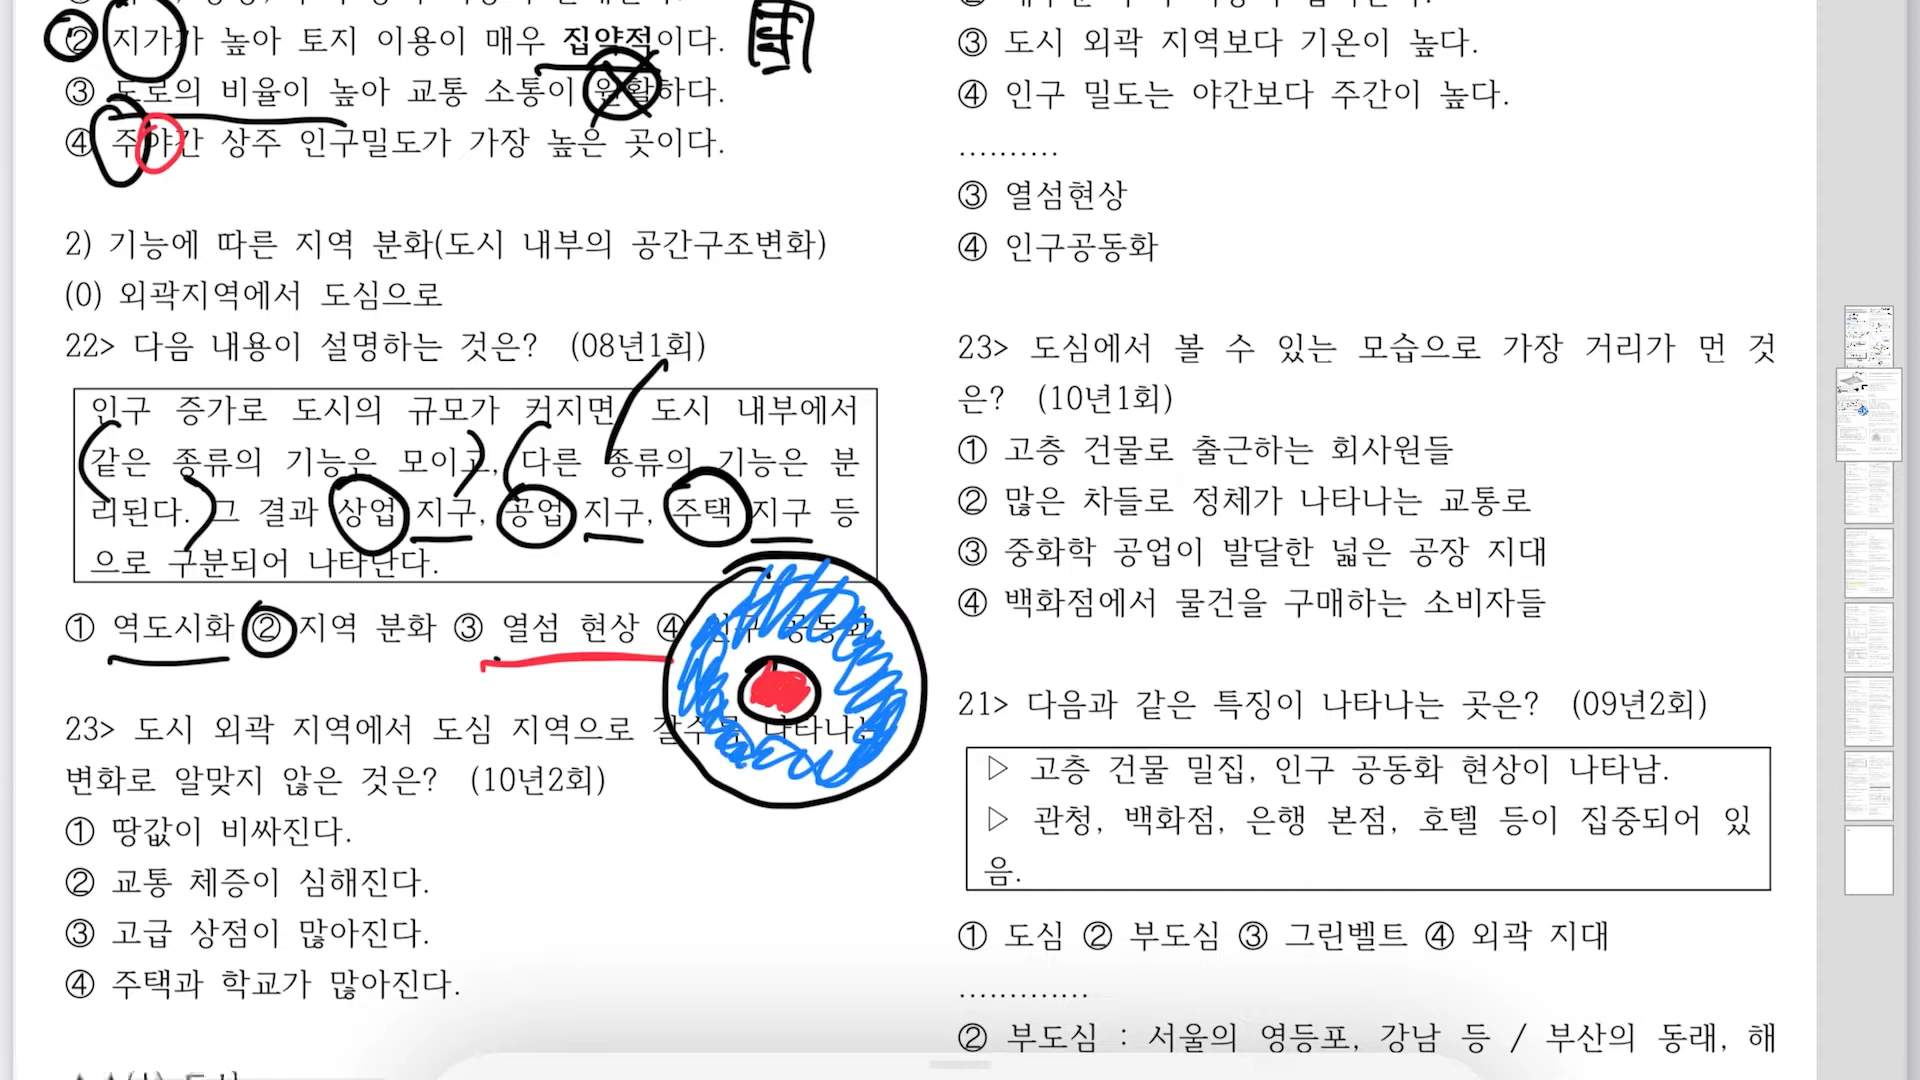 ② 지가가 높아 토지 이용이 매우 집약적이다.
③ 도로의 비율이 높아 교통 소통이 원활하다.
④ 주야간 상주 인구밀도가 가장 높은 곳이다.
2) 기능에 따른 지역 분화(도시 내부의 공간구조변화)
(0) 외곽지역에서 도심으로
22> 다음 내용이 설명하는 것은? (08년1회)
인구 증가로 도시의 규모가 커지면, 도시 내부에서
같은 종류의 기능은 모이고, 다른 종류의 기능은 분
리된다. 그 결과 상업 지구, 공업 지구, 주택 지구 등
으로 구분되어 나타난다.
① 역도시화 ② 지역 분화 ③ 열섬 현상 ④ 인구 공동화
23> 도시 외곽 지역에서 도심 지역으로 갈수록 나타나는
변화로 알맞지 않은 것은? (10년2회)
① 땅값이 비싸진다.
② 교통 체증이 심해진다.
③ 고급 상점이 많아진다.
④ 주택과 학교가 많아진다.
③ 도시 외곽 지역보다 기온이 높다.
④ 인구 밀도는 야간보다 주간이 높다.
..........
③ 열섬현상
④ 인구공동화
23> 도심에서 볼 수 있는 모습으로 가장 거리가 먼 것
은? (10년1회)
① 고층 건물로 출근하는 회사원들
② 많은 차들로 정체가 나타나는 교통로
③ 중화학 공업이 발달한 넓은 공장 지대
④ 백화점에서 물건을 구매하는 소비자들
21> 다음과 같은 특징이 나타나는 곳은? (09년2회)
▷ 고층 건물 밀집, 인구 공동화 현상이 나타남.
▷ 관청, 백화점, 은행 본점, 호텔 등이 집중되어 있
음.
① 도심 ② 부도심 ③ 그린벨트 ④ 외곽 지대
.............
② 부도심 : 서울의 영등포, 강남 등 / 부산의 동래, 해